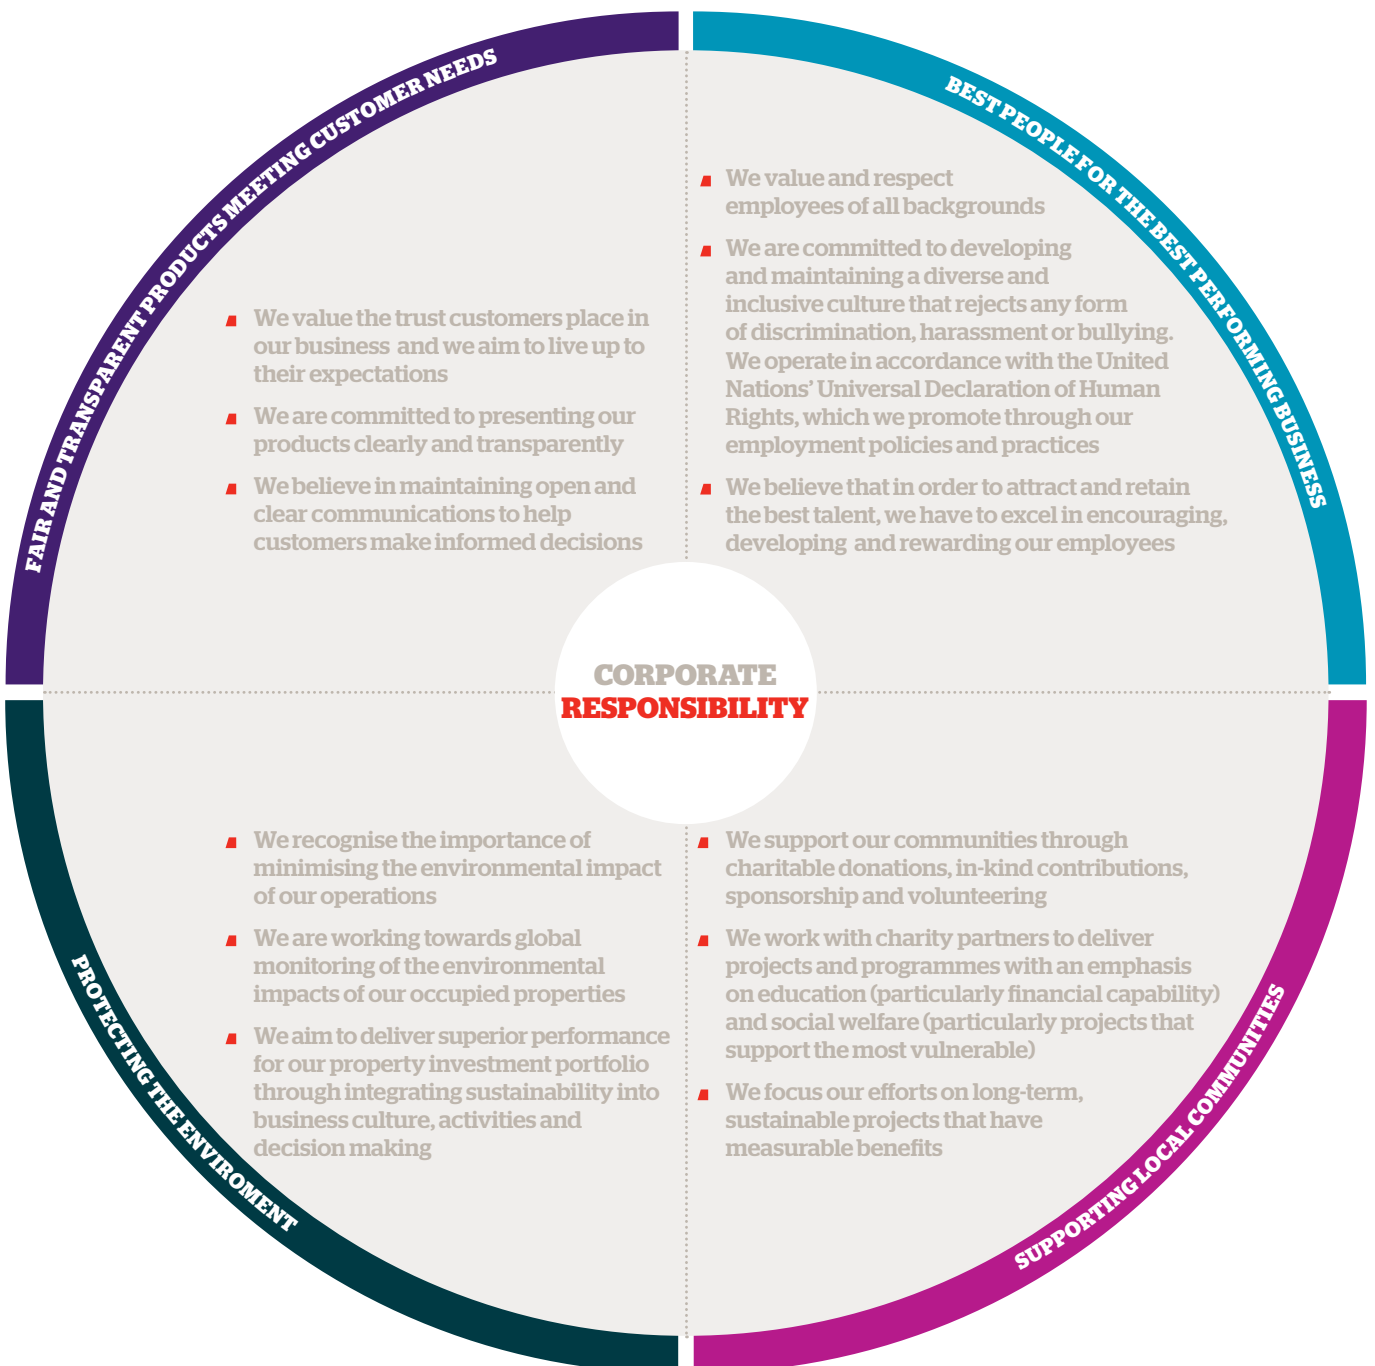 FAIR AND TRANSPARENT PRODUCTS MEETING CUSTOMER NEEDS
We value the trust customers place in
our business and we aim to live up to
their expectations
We are committed to presenting our
products clearly and transparently
We believe in maintaining open and
clear communications to help
customers make informed decisions
BEST PEOPLE FOR THE BEST PERFORMING BUSINESS
We value and respect
employees of all backgrounds
We are committed to developing
and maintaining a diverse and
inclusive culture that rejects any form
of discrimination, harassment or bullying.
We operate in accordance with the United
Nations’ Universal Declaration of Human
Rights, which we promote through our
employment policies and practices
We believe that in order to attract and retain
the best talent, we have to excel in encouraging,
developing and rewarding our employees
CORPORATE
RESPONSIBILITY
PROTECTING THE ENVIROMENT
We recognise the importance of
minimising the environmental impact
of our operations
We are working towards global
monitoring of the environmental
impacts of our occupied properties
We aim to deliver superior performance
for our property investment portfolio
through integrating sustainability into
business culture, activities and
decision making
SUPPORTING LOCAL COMMUNITIES
We support our communities through
charitable donations, in-kind contributions,
sponsorship and volunteering
We work with charity partners to deliver
projects and programmes with an emphasis
on education (particularly financial capability)
and social welfare (particularly projects that
support the most vulnerable)
We focus our efforts on long-term,
sustainable projects that have
measurable benefits